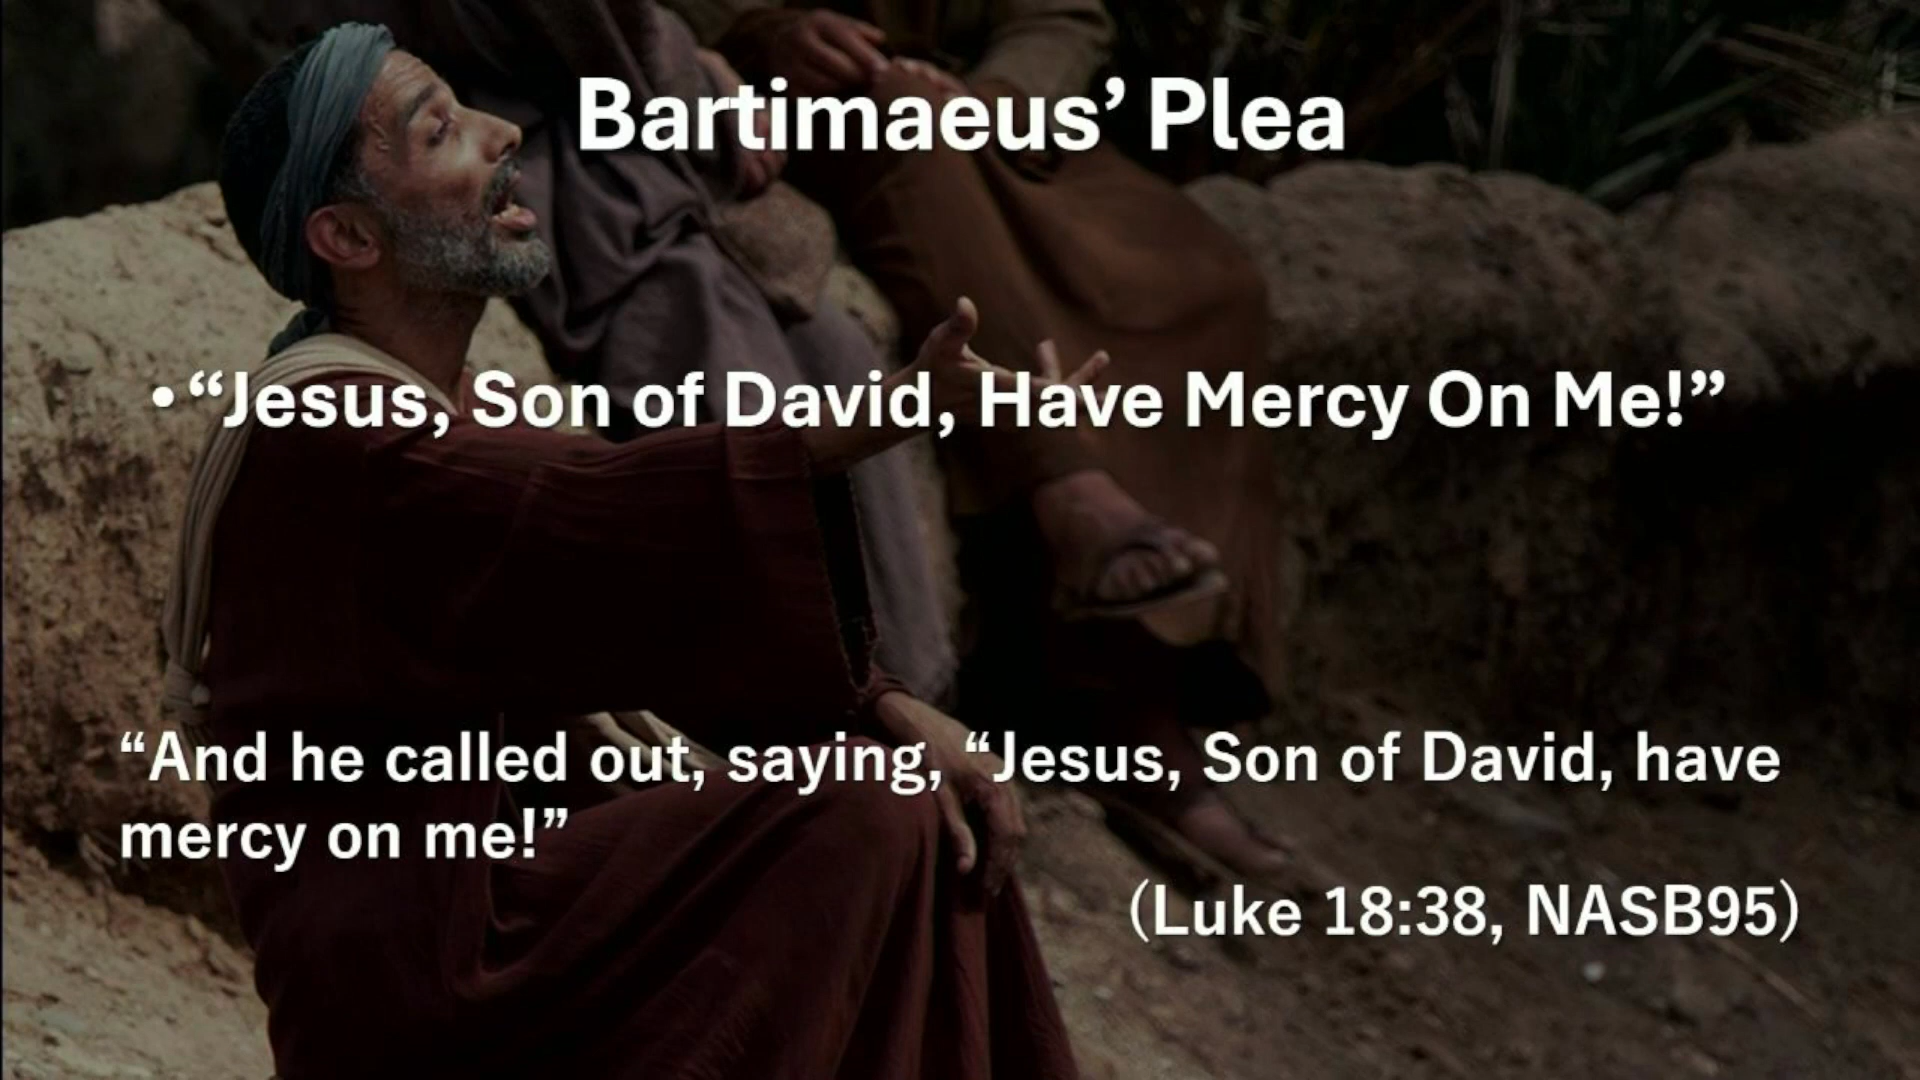 Bartimaeus’ Plea
•“Jesus, Son of David, Have Mercy On Me!”
“And he called out, saying, “Jesus, Son of David, have
mercy on me!”
(Luke 18:38, NASB95)